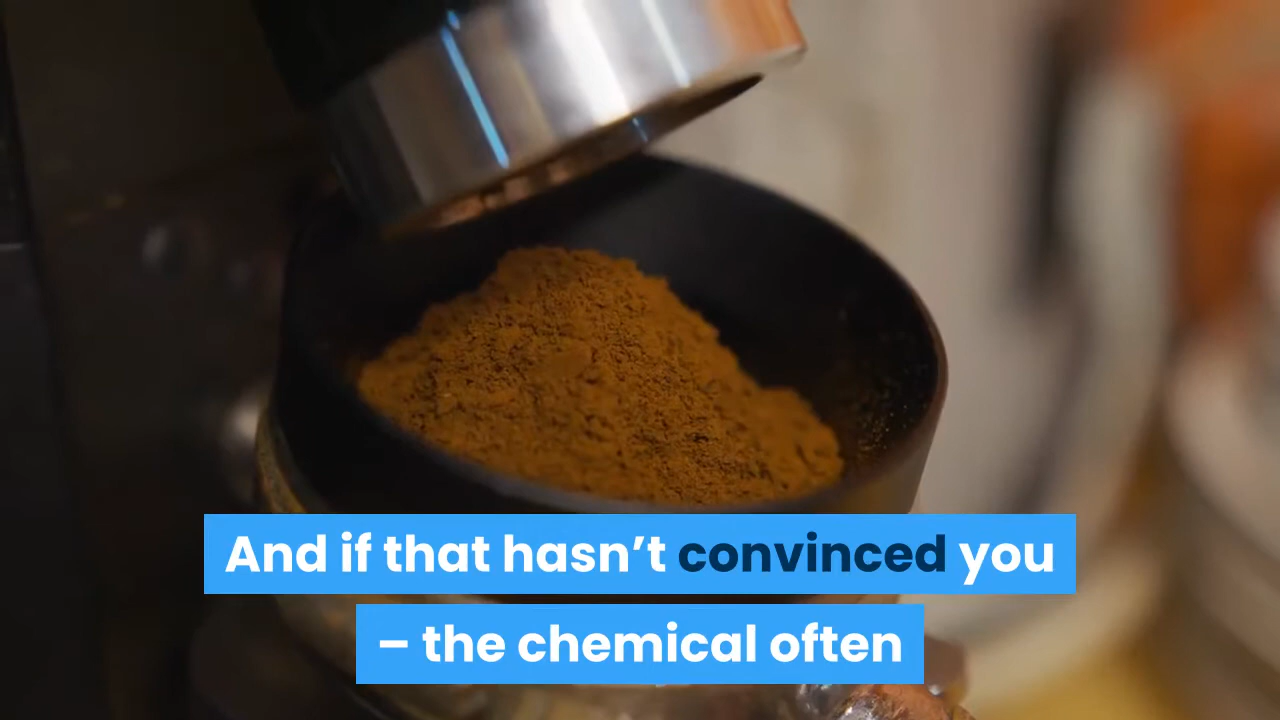 And if that hasn’t convinced you
– the chemical often